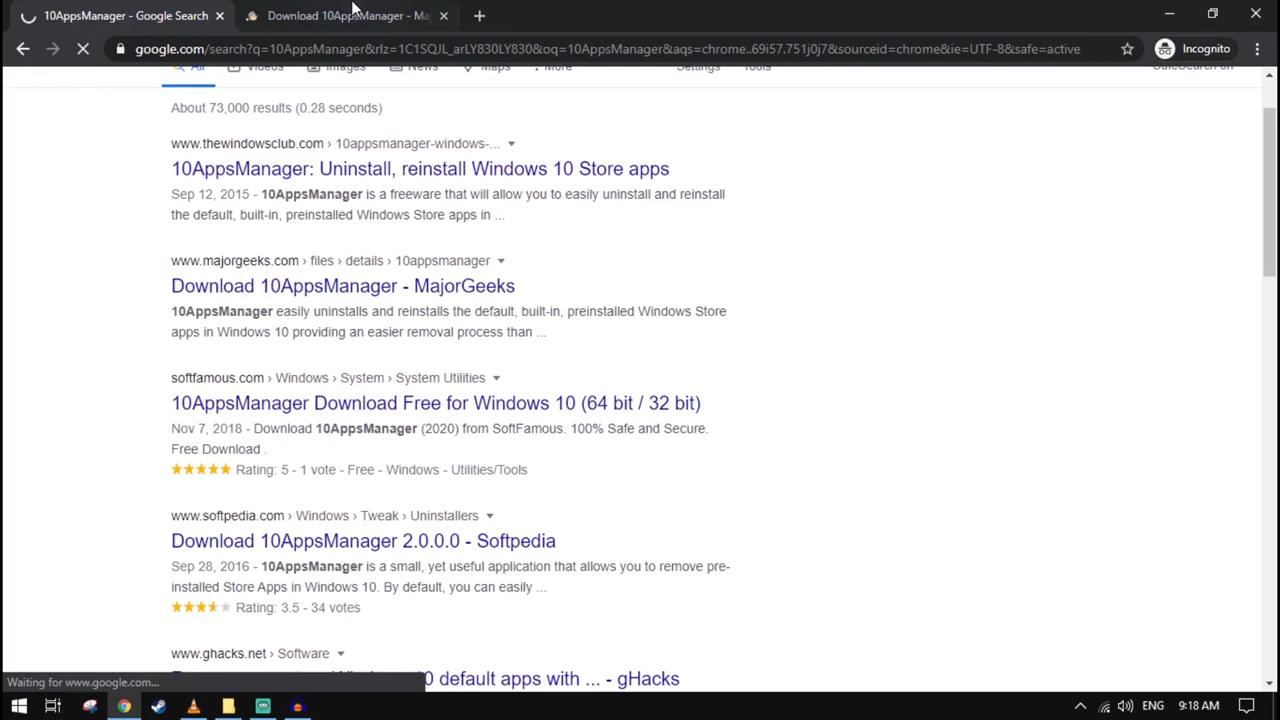 10AppsManager - Google Search
Download 10AppsManager - Maj
google.com/search?q=10AppsManager&rlz=1C1SQJL_arLY830LY830&oq=10AppsManager&aqs=chrome..69i57.751j0j7&sourceid=chrome&ie=UTF-8&safe=active
Incognito
All Videos Images News Maps More Settings Tools SafeSearch on
About 73,000 results (0.28 seconds)
www.thewindowsclub.com › 10appsmanager-windows-...
10AppsManager: Uninstall, reinstall Windows 10 Store apps
Sep 12, 2015 - 10AppsManager is a freeware that will allow you to easily uninstall and reinstall
the default, built-in, preinstalled Windows Store apps in ...
www.majorgeeks.com › files › details › 10appsmanager
Download 10AppsManager - MajorGeeks
10AppsManager easily uninstalls and reinstalls the default, built-in, preinstalled Windows Store
apps in Windows 10 providing an easier removal process than ...
softfamous.com › Windows › System › System Utilities
10AppsManager Download Free for Windows 10 (64 bit / 32 bit)
Nov 7, 2018 - Download 10AppsManager (2020) from SoftFamous. 100% Safe and Secure.
Free Download .
Rating: 5 - 1 vote - Free - Windows - Utilities/Tools
www.softpedia.com › Windows › Tweak › Uninstallers
Download 10AppsManager 2.0.0.0 - Softpedia
Sep 28, 2016 - 10AppsManager is a small, yet useful application that allows you to remove pre-
installed Store Apps in Windows 10. By default, you can easily ...
Rating: 3.5 - 34 votes
www.ghacks.net › Software
0 default apps with ... - gHacks
Waiting for www.google.com...
ENG 9:18 AM